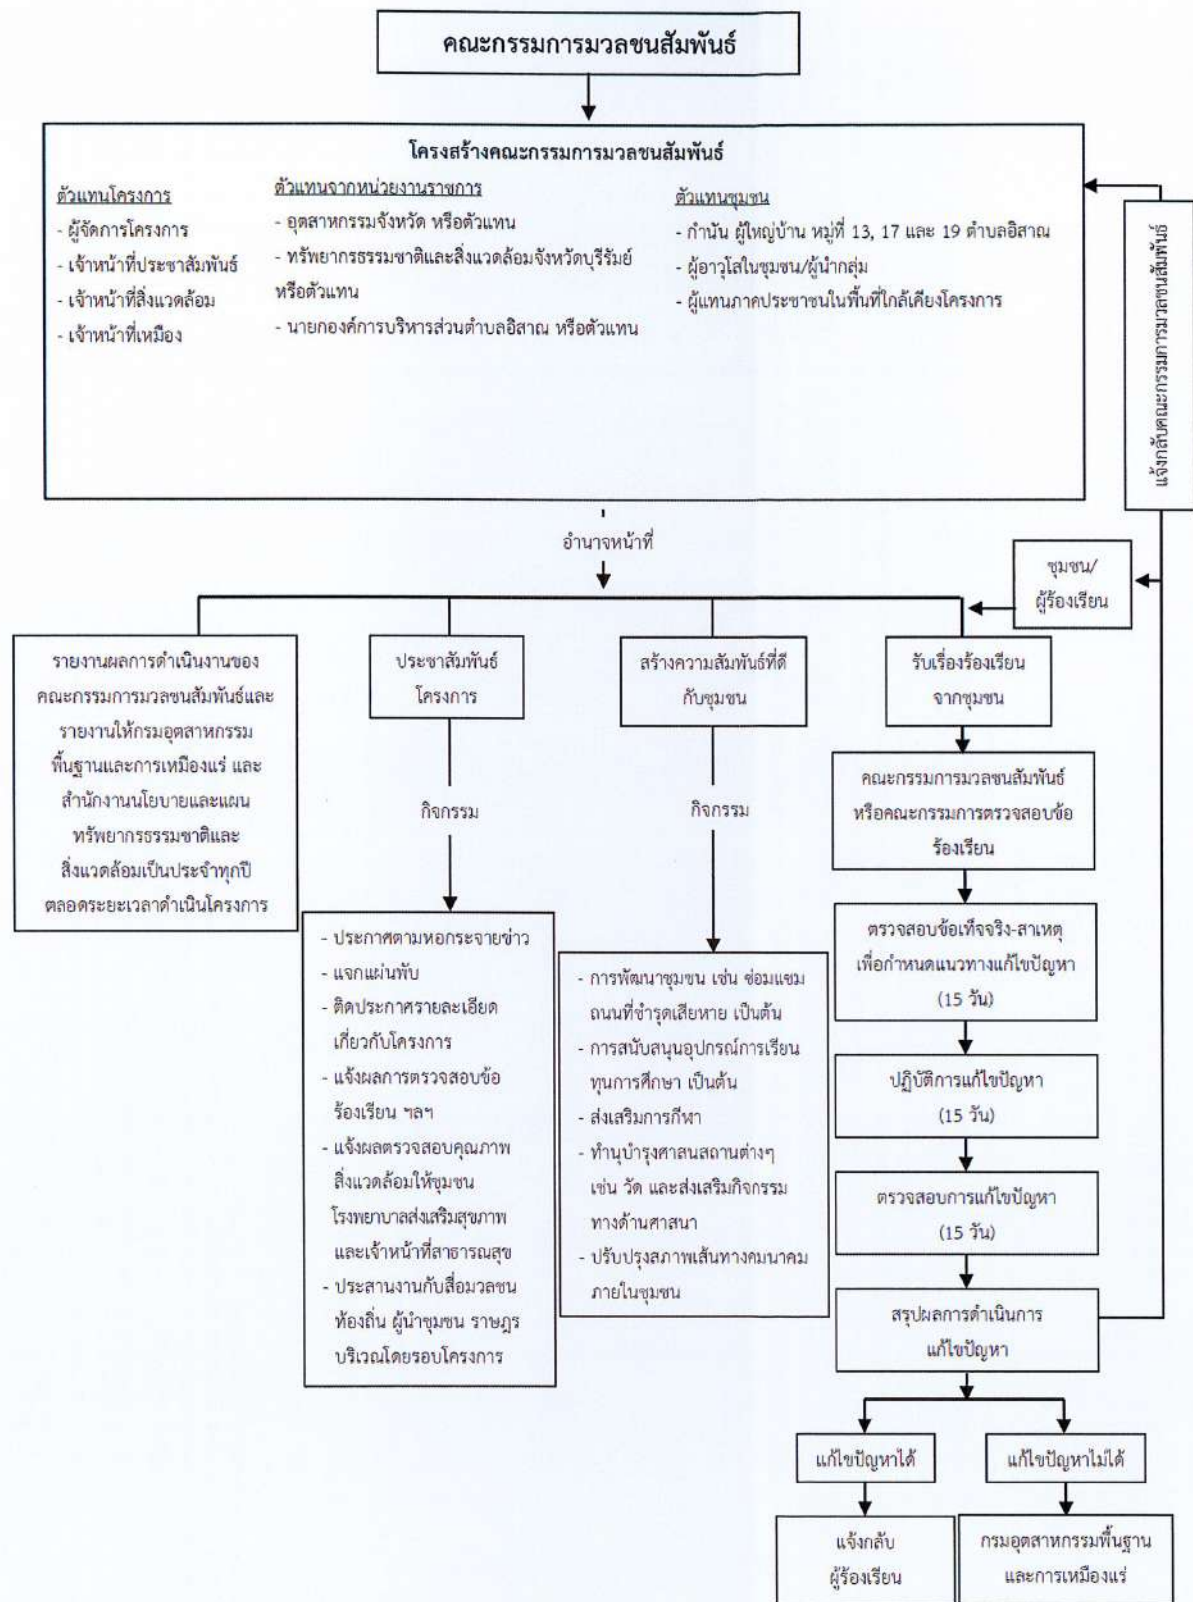 คณะกรรมการมวลชนสัมพันธ์
โครงสร้างคณะกรรมการมวลชนสัมพันธ์
ตัวแทนโครงการ
- ผู้จัดการโครงการ
- เจ้าหน้าที่ประชาสัมพันธ์
- เจ้าหน้าที่สิ่งแวดล้อม
- เจ้าหน้าที่เหมือง
ตัวแทนจากหน่วยงานราชการ
- อุตสาหกรรมจังหวัด หรือตัวแทน
- ทรัพยากรธรรมชาติและสิ่งแวดล้อมจังหวัดบุรีรัมย์
หรือตัวแทน
- นายกองค์การบริหารส่วนตำบลอิสาณ หรือตัวแทน
ตัวแทนชุมชน
- กำนัน ผู้ใหญ่บ้าน หมู่ที่ 13, 17 และ 19 ตำบลอิสาณ
- ผู้อาวุโสในชุมชน/ผู้นำกลุ่ม
- ผู้แทนภาคประชาชนในพื้นที่ใกล้เคียงโครงการ
แจ้งกลับคณะกรรมการมวลชนสัมพันธ์
อำนาจหน้าที่
ชุมชน/
ผู้ร้องเรียน
รายงานผลการดำเนินงานของ
คณะกรรมการมวลชนสัมพันธ์และ
รายงานให้กรมอุตสาหกรรม
พื้นฐานและการเหมืองแร่ และ
สำนักงานนโยบายและแผน
ทรัพยากรธรรมชาติและ
สิ่งแวดล้อมเป็นประจำทุกปี
ตลอดระยะเวลาดำเนินโครงการ
ประชาสัมพันธ์
โครงการ
กิจกรรม
- ประกาศตามหอกระจายข่าว
- แจกแผ่นพับ
- ติดประกาศรายละเอียด
เกี่ยวกับโครงการ
- แจ้งผลการตรวจสอบข้อ
ร้องเรียน ฯลฯ
- แจ้งผลตรวจสอบคุณภาพ
สิ่งแวดล้อมให้ชุมชน
โรงพยาบาลส่งเสริมสุขภาพ
และเจ้าหน้าที่สาธารณสุข
- ประสานงานกับสื่อมวลชน
ท้องถิ่น ผู้นำชุมชน ราษฎร
บริเวณโดยรอบโครงการ
สร้างความสัมพันธ์ที่ดี
กับชุมชน
กิจกรรม
- การพัฒนาชุมชน เช่น ซ่อมแซม
ถนนที่ชำรุดเสียหาย เป็นต้น
- การสนับสนุนอุปกรณ์การเรียน
ทุนการศึกษา เป็นต้น
- ส่งเสริมการกีฬา
- ทำนุบำรุงศาสนสถานต่างๆ
เช่น วัด และส่งเสริมกิจกรรม
ทางด้านศาสนา
- ปรับปรุงสภาพเส้นทางคมนาคม
ภายในชุมชน
รับเรื่องร้องเรียน
จากชุมชน
คณะกรรมการมวลชนสัมพันธ์
หรือคณะกรรมการตรวจสอบข้อ
ร้องเรียน
ตรวจสอบข้อเท็จจริง-สาเหตุ
เพื่อกำหนดแนวทางแก้ไขปัญหา
(15 วัน)
ปฏิบัติการแก้ไขปัญหา
(15 วัน)
ตรวจสอบการแก้ไขปัญหา
(15 วัน)
สรุปผลการดำเนินการ
แก้ไขปัญหา
แก้ไขปัญหาได้
แก้ไขปัญหาไม่ได้
แจ้งกลับ
ผู้ร้องเรียน
กรมอุตสาหกรรมพื้นฐาน
และการเหมืองแร่